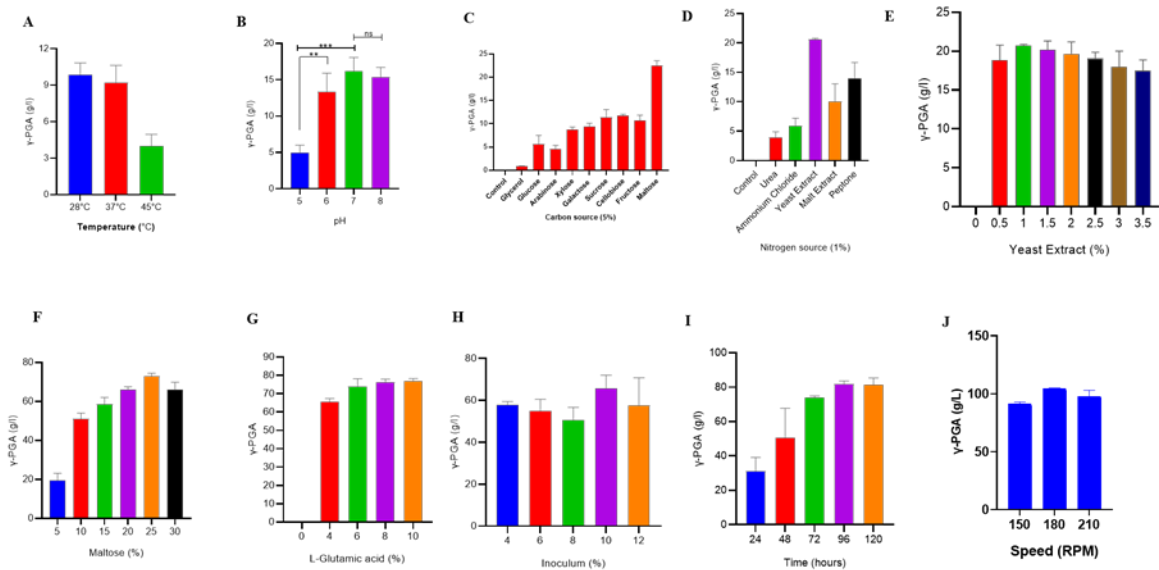 A
γ-PGA (g/l)
12
9
6
3
0
28°C 37°C 45°C
Temperature (°C)
B
γ-PGA (g/l)
20
15
10
5
0
ns
***
**
5 6 7 8
pH
C
γ-PGA (g/l)
30
25
20
15
10
5
0
Control
Glycerol
Glucose
Arabinose
Xylose
Galactose
Sucrose
Cellobiose
Fructose
Maltose
Carbon source (5%)
D
γ-PGA (g/l)
25
20
15
10
5
0
Control
Urea
Ammonium Chloride
Yeast Extract
Malt Extract
Peptone
Nitrogen source (1%)
E
γ-PGA (g/l)
25
20
15
10
5
0
0 0.5 1 1.5 2 2.5 3 3.5
Yeast Extract (%)
F
γ-PGA (g/l)
80
60
40
20
0
5 10 15 20 25 30
Maltose (%)
G
γ-PGA
90
80
70
60
50
40
30
20
10
0
0 4 6 8 10
L-Glutamic acid (%)
H
γ-PGA (g/l)
80
60
40
20
0
4 6 8 10 12
Inoculum (%)
I
γ-PGA (g/l)
100
80
60
40
20
0
24 48 72 96 120
Time (hours)
J
γ-PGA (g/L)
150
100
50
0
150 180 210
Speed (RPM)